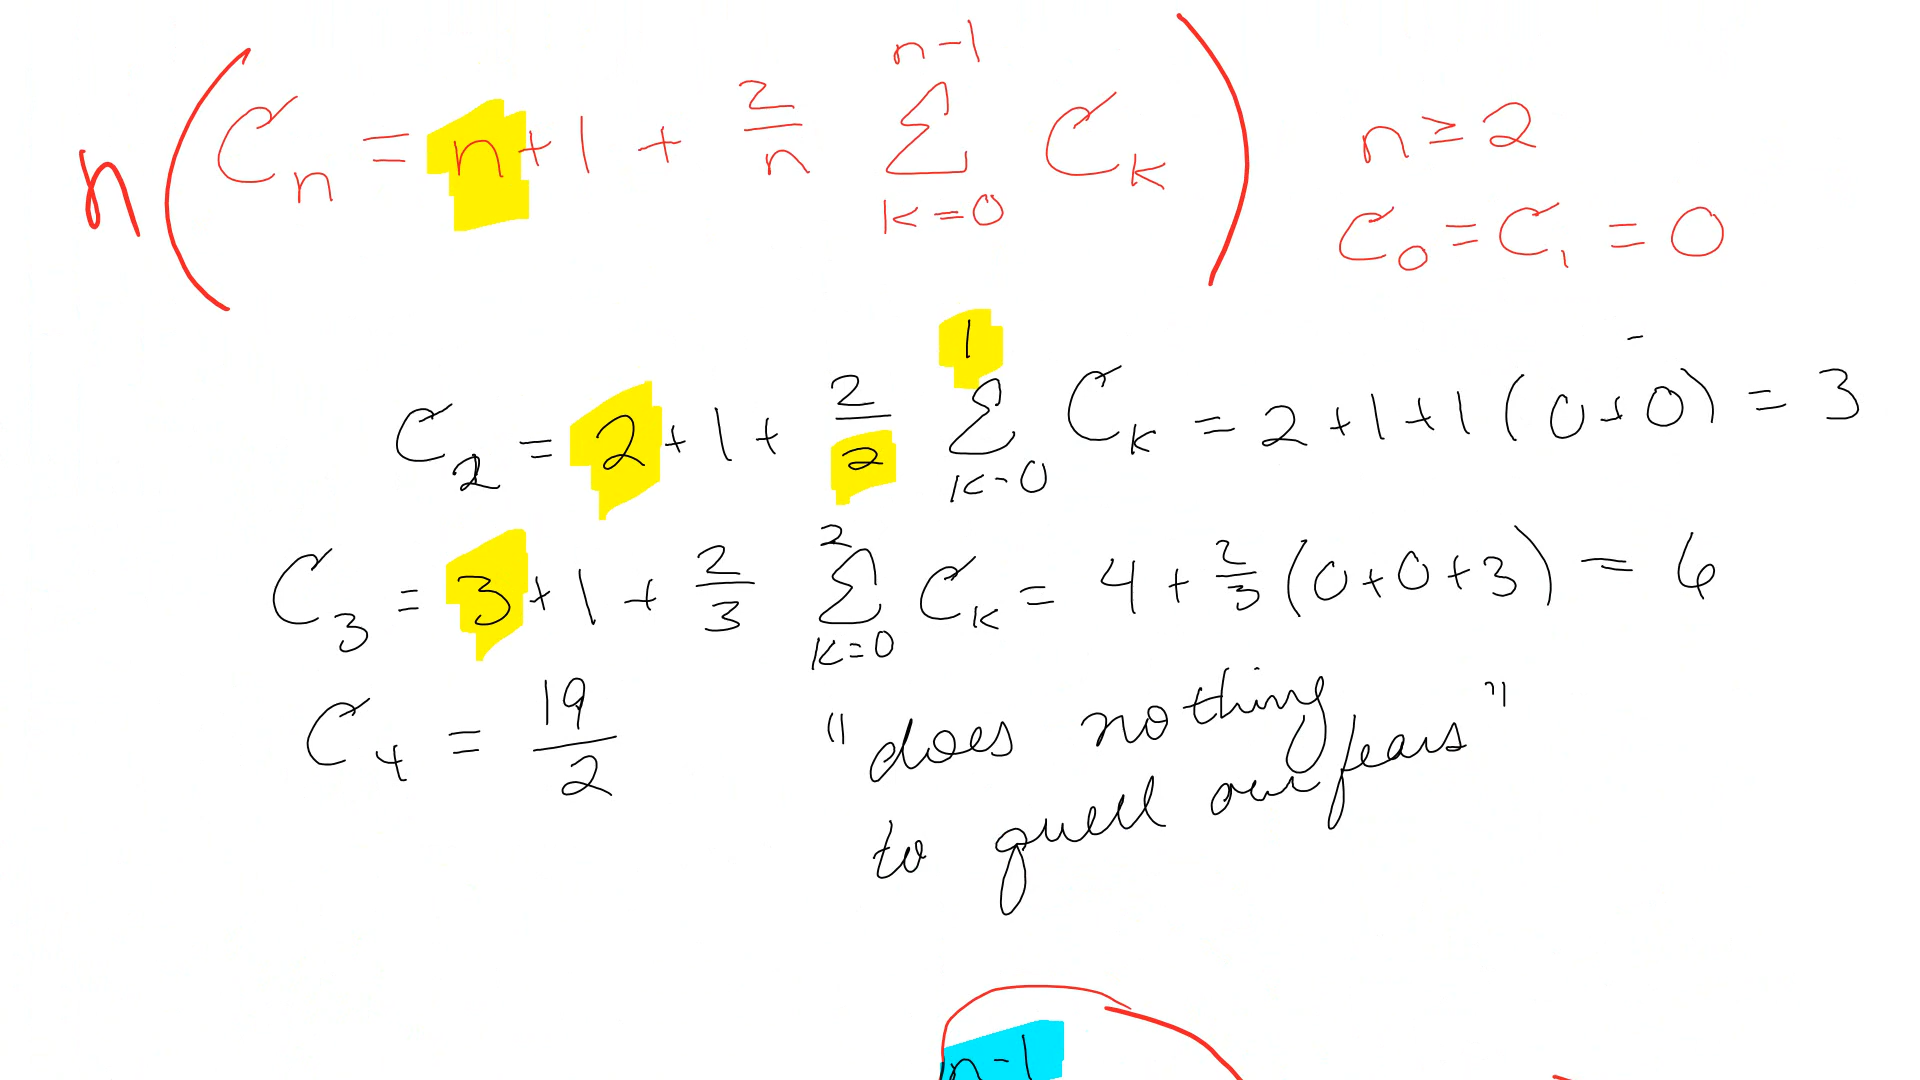 n ( C_n = n + 1 + 2/n Σ_{k=0}^{n-1} C_k ) n ≥ 2
C_0 = C_1 = 0
C_2 = 2 + 1 + 2/2 Σ_{k=0}^{1} C_k = 2 + 1 + 1 ( 0 + 0 ) = 3
C_3 = 3 + 1 + 2/3 Σ_{k=0}^{2} C_k = 4 + 2/3 ( 0 + 0 + 3 ) = 6
C_4 = 19/2
"does nothing
to quell our fears"
n-1